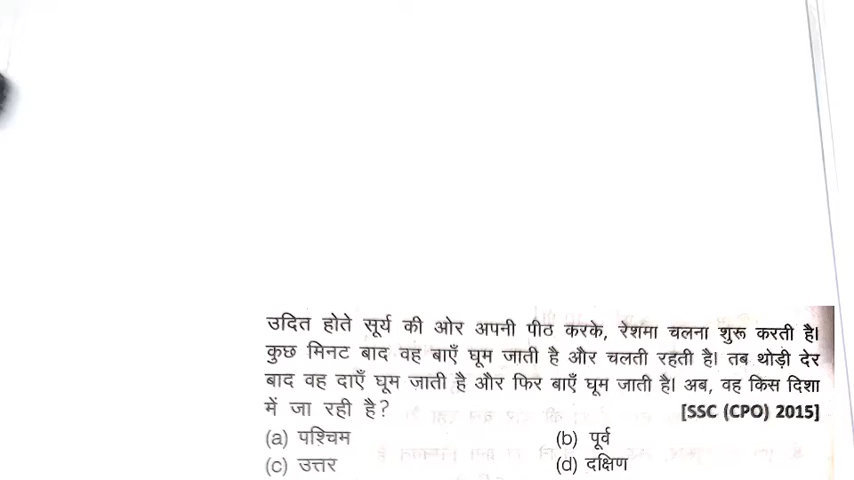 उदित होते सूर्य की ओर अपनी पीठ करके, रेशमा चलना शुरू करती है।
कुछ मिनट बाद वह बाएँ घूम जाती है और चलती रहती है। तब थोड़ी देर
बाद वह दाएँ घूम जाती है और फिर बाएँ घूम जाती है। अब, वह किस दिशा
में जा रही है? [SSC (CPO) 2015]
(a) पश्चिम (b) पूर्व
(c) उत्तर (d) दक्षिण